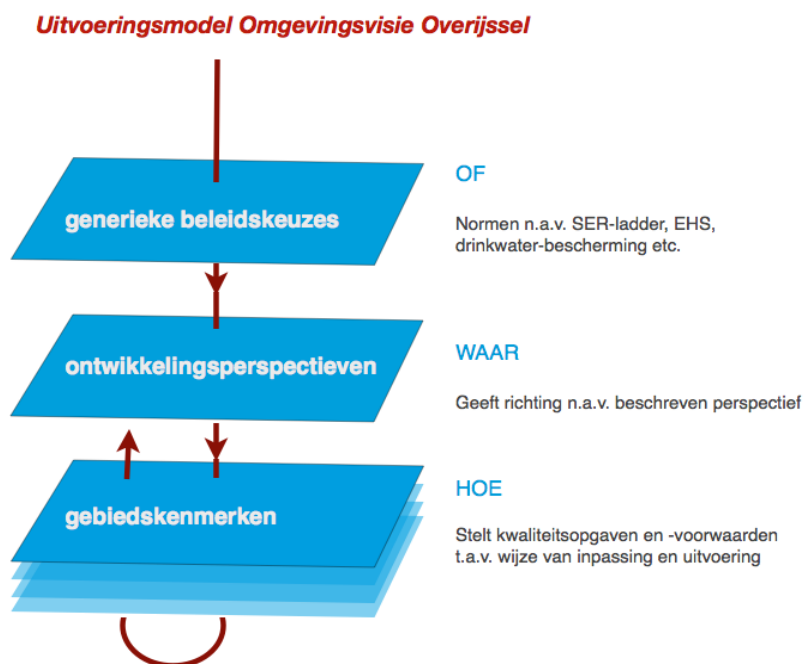 Uitvoeringsmodel Omgevingsvisie Overijssel
generieke beleidskeuzes
OF
Normen n.a.v. SER-ladder, EHS,
drinkwater-bescherming etc.
ontwikkelingsperspectieven
WAAR
Geeft richting n.a.v. beschreven perspectief
gebiedskenmerken
HOE
Stelt kwaliteitsopgaven en -voorwaarden
t.a.v. wijze van inpassing en uitvoering